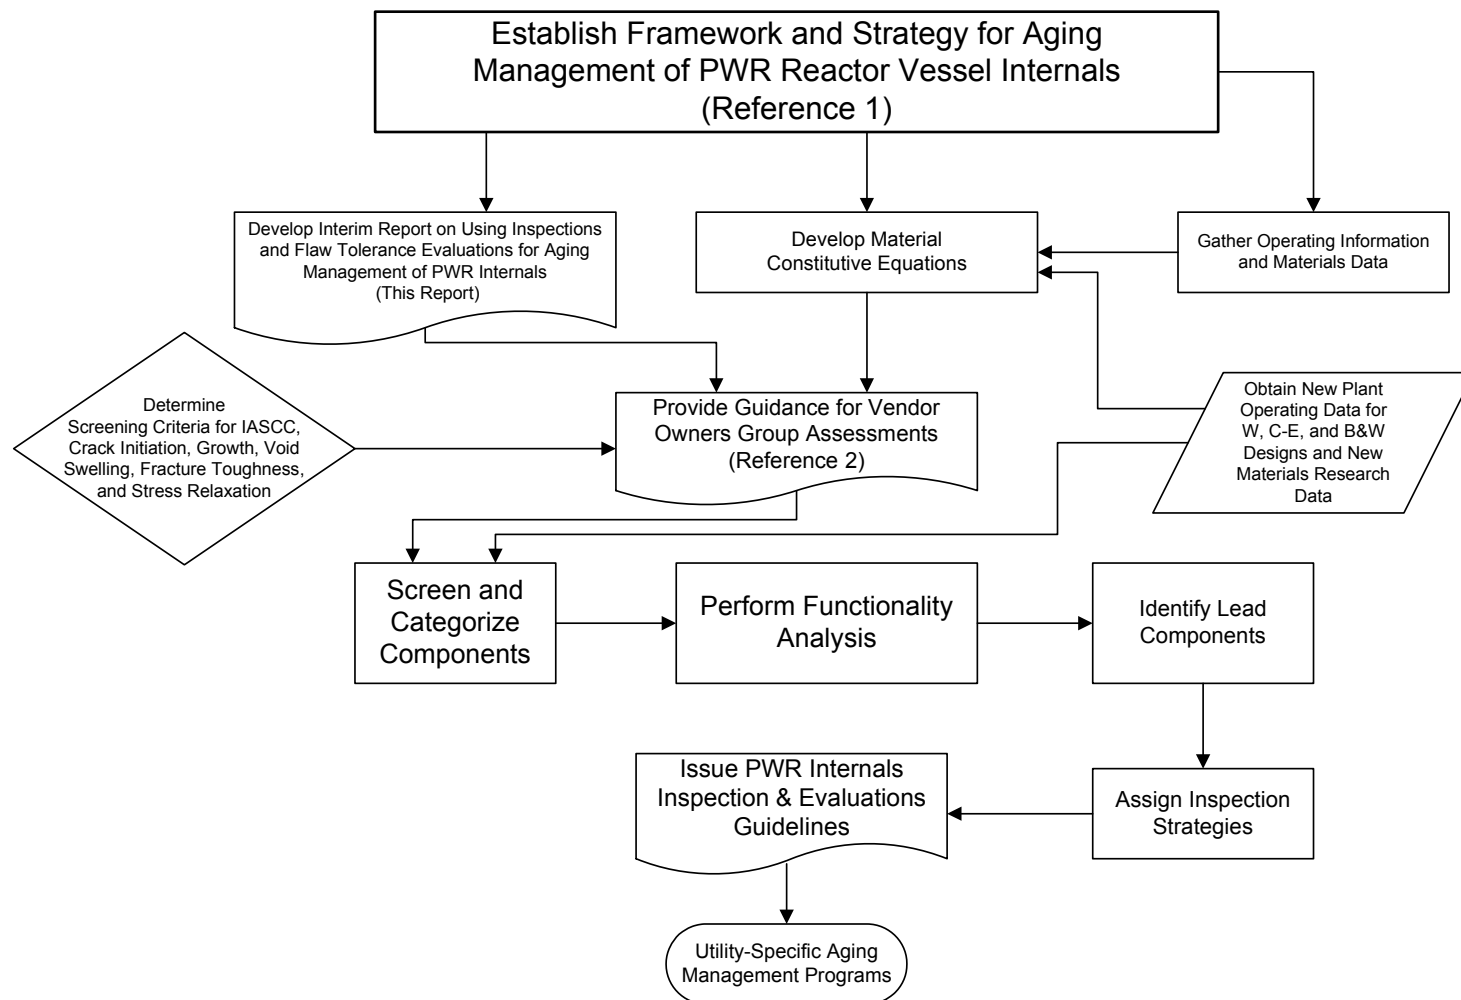 Establish Framework and Strategy for Aging
Management of PWR Reactor Vessel Internals
(Reference 1)
Develop Interim Report on Using Inspections
and Flaw Tolerance Evaluations for Aging
Management of PWR Internals
(This Report)
Develop Material
Constitutive Equations
Gather Operating Information
and Materials Data
Determine
Screening Criteria for IASCC,
Crack Initiation, Growth, Void
Swelling, Fracture Toughness,
and Stress Relaxation
Provide Guidance for Vendor
Owners Group Assessments
(Reference 2)
Obtain New Plant
Operating Data for
W, C-E, and B&W
Designs and New
Materials Research
Data
Screen and
Categorize
Components
Perform Functionality
Analysis
Identify Lead
Components
Issue PWR Internals
Inspection & Evaluations
Guidelines
Assign Inspection
Strategies
Utility-Specific Aging
Management Programs